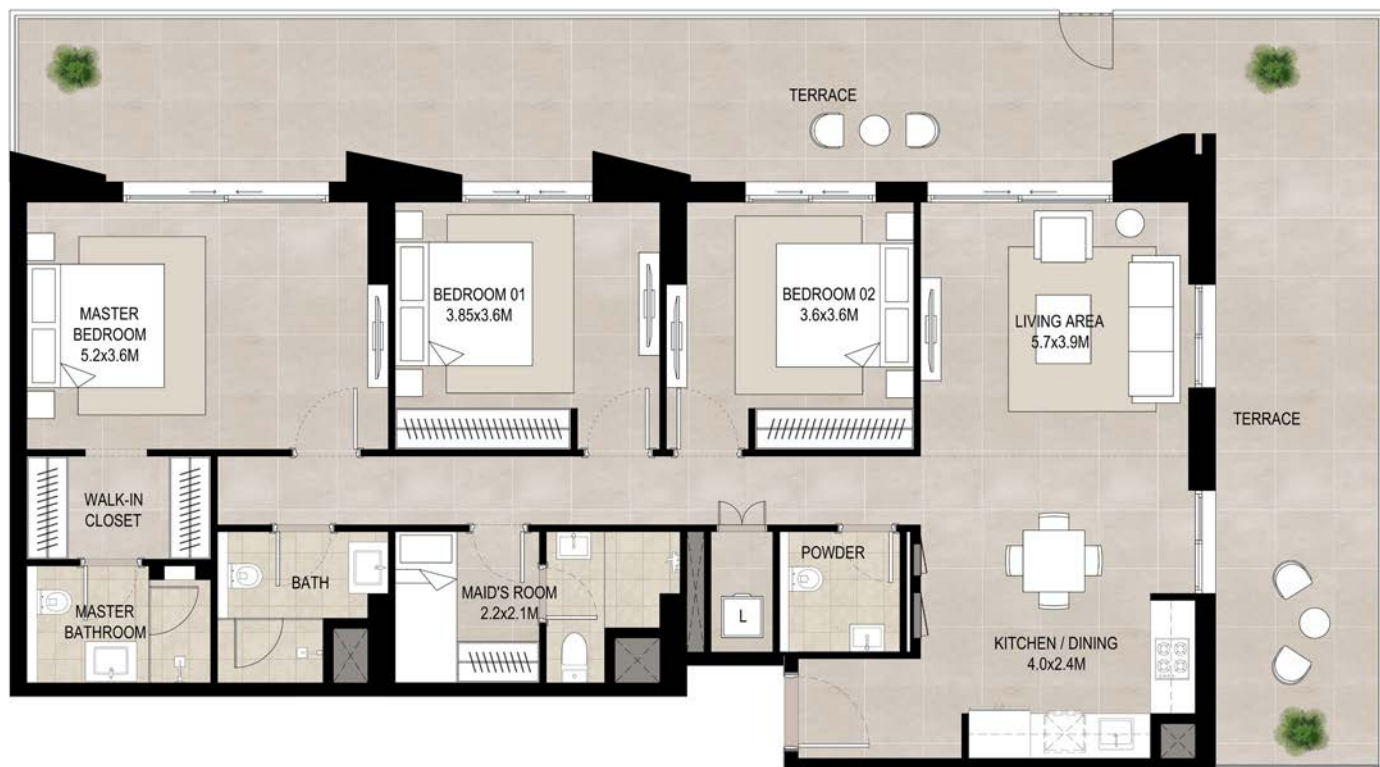 TERRACE
MASTER
BEDROOM
5.2x3.6M
BEDROOM 01
3.85x3.6M
BEDROOM 02
3.6x3.6M
LIVING AREA
5.7x3.9M
TERRACE
WALK-IN
CLOSET
MASTER
BATHROOM
BATH
MAID'S ROOM
2.2x2.1M
L
POWDER
KITCHEN / DINING
4.0x2.4M